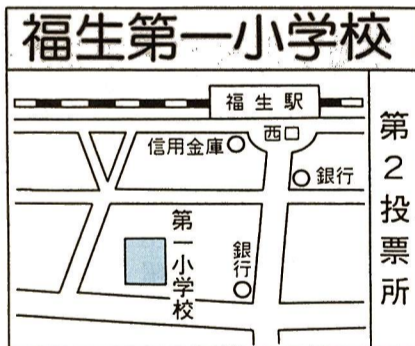 福生第一小学校
福生駅
西口
信用金庫
銀行
第2投票所
第一小学校
銀行